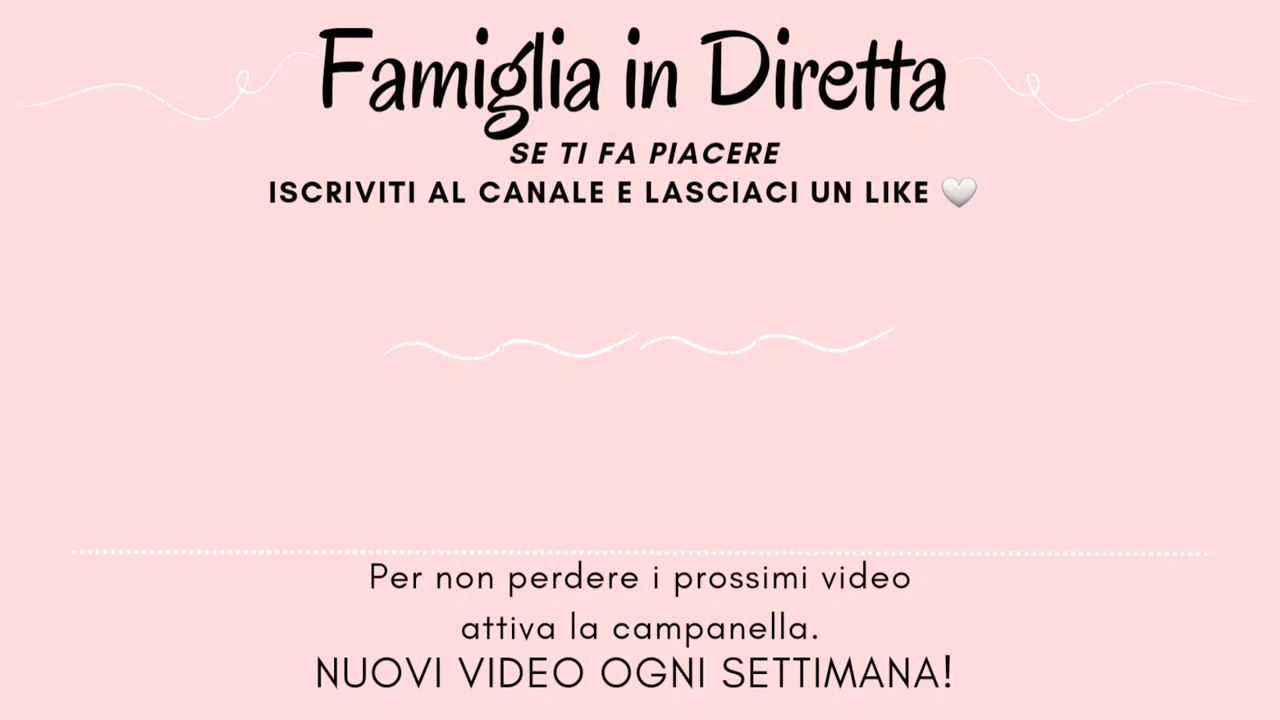 Famiglia in Diretta
SE TI FA PIACERE
ISCRIVITI AL CANALE E LASCIACI UN LIKE 🤍
Per non perdere i prossimi video
attiva la campanella.
NUOVI VIDEO OGNI SETTIMANA!